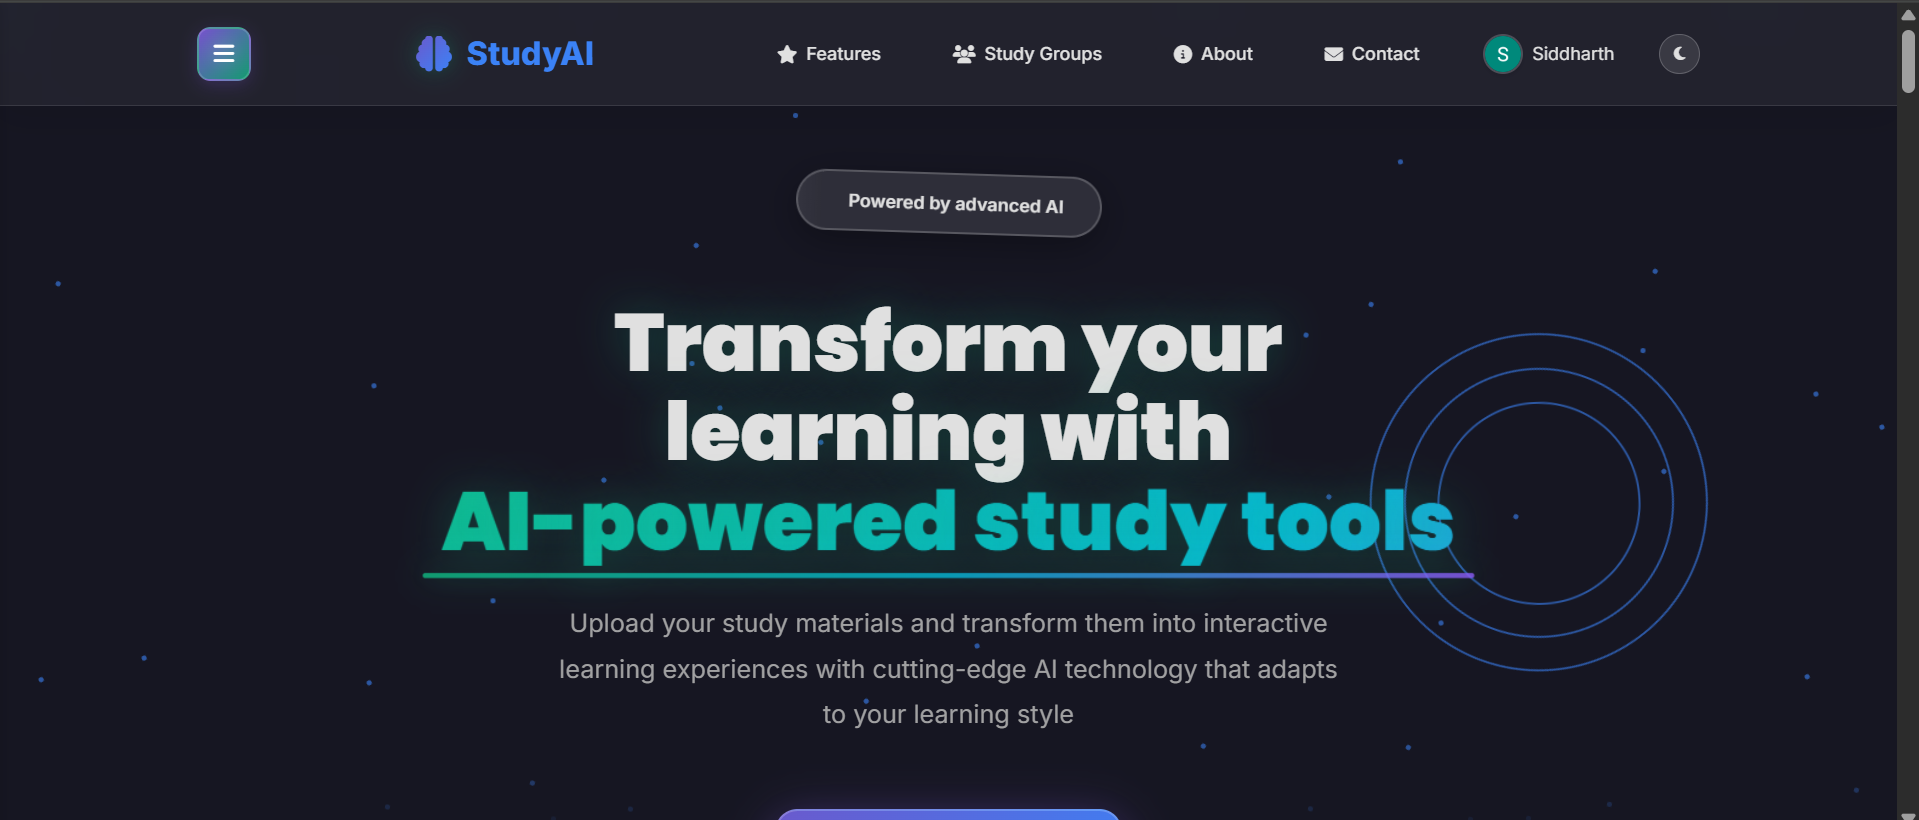 StudyAI
Features
Study Groups
About
Contact
S
Siddharth
Powered by advanced AI
Transform your
learning with
AI-powered study tools
Upload your study materials and transform them into interactive
learning experiences with cutting-edge AI technology that adapts
to your learning style